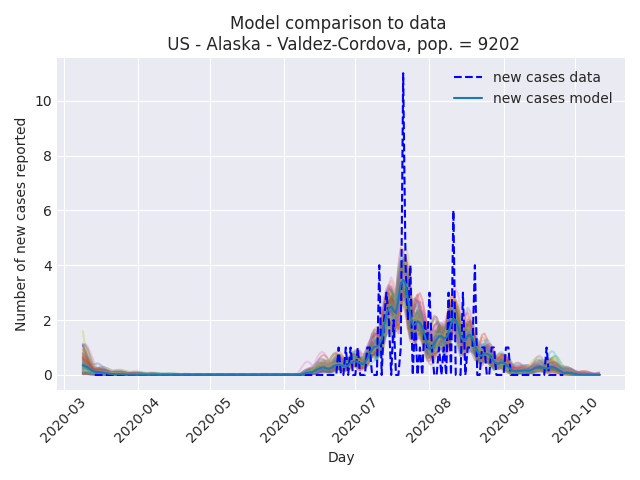 Model comparison to data
US - Alaska - Valdez-Cordova, pop. = 9202
new cases data
new cases model
Number of new cases reported
10
8
6
4
2
0
2020-03
2020-04
2020-05
2020-06
2020-07
2020-08
2020-09
2020-10
Day